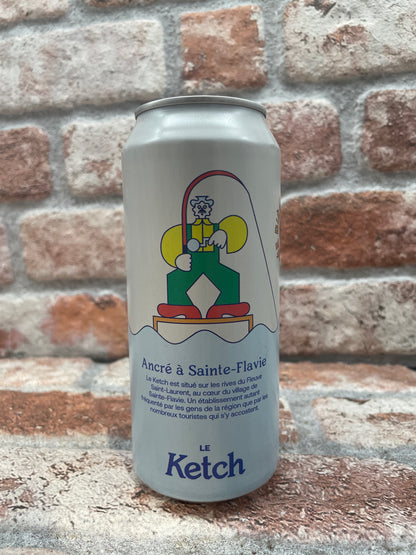 Ancré à Sainte-Flavie
Le Ketch est situé sur les rives du Fleuve
Saint-Laurent, au cœur du village de
Sainte-Flavie. Un établissement autant
fréquenté par les gens de la région que par les
nombreux touristes qui s'y accostent.
LE
Ketch